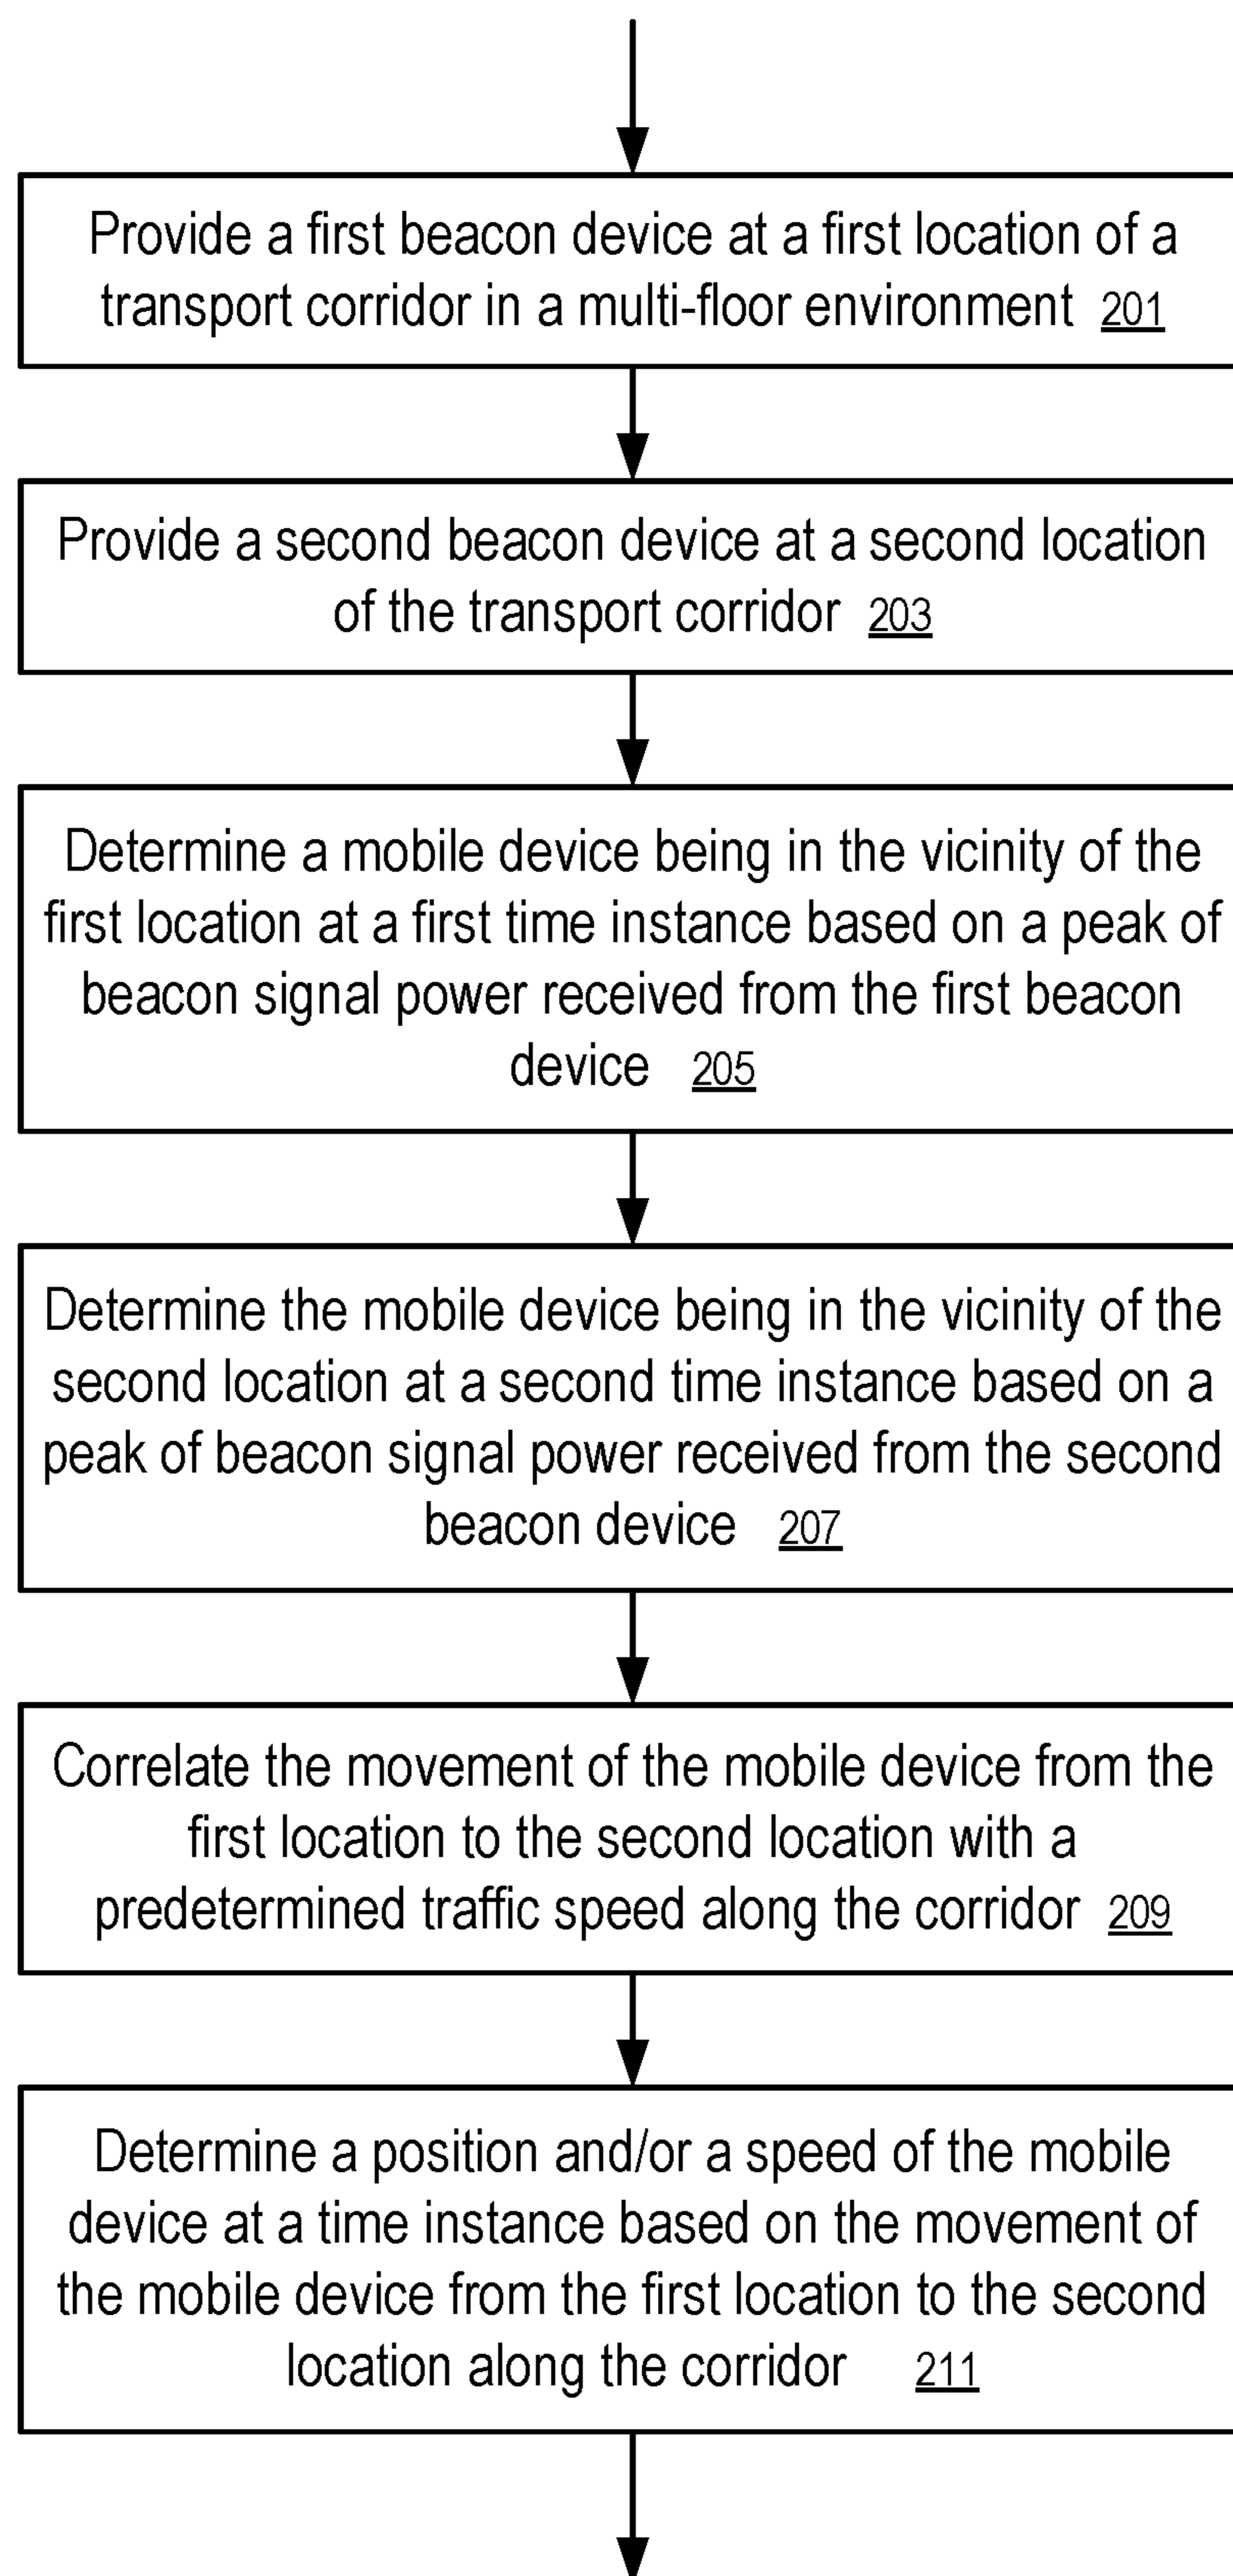 Provide a first beacon device at a first location of a
transport corridor in a multi-floor environment 201
Provide a second beacon device at a second location
of the transport corridor 203
Determine a mobile device being in the vicinity of the
first location at a first time instance based on a peak of
beacon signal power received from the first beacon
device 205
Determine the mobile device being in the vicinity of the
second location at a second time instance based on a
peak of beacon signal power received from the second
beacon device 207
Correlate the movement of the mobile device from the
first location to the second location with a
predetermined traffic speed along the corridor 209
Determine a position and/or a speed of the mobile
device at a time instance based on the movement of
the mobile device from the first location to the second
location along the corridor 211